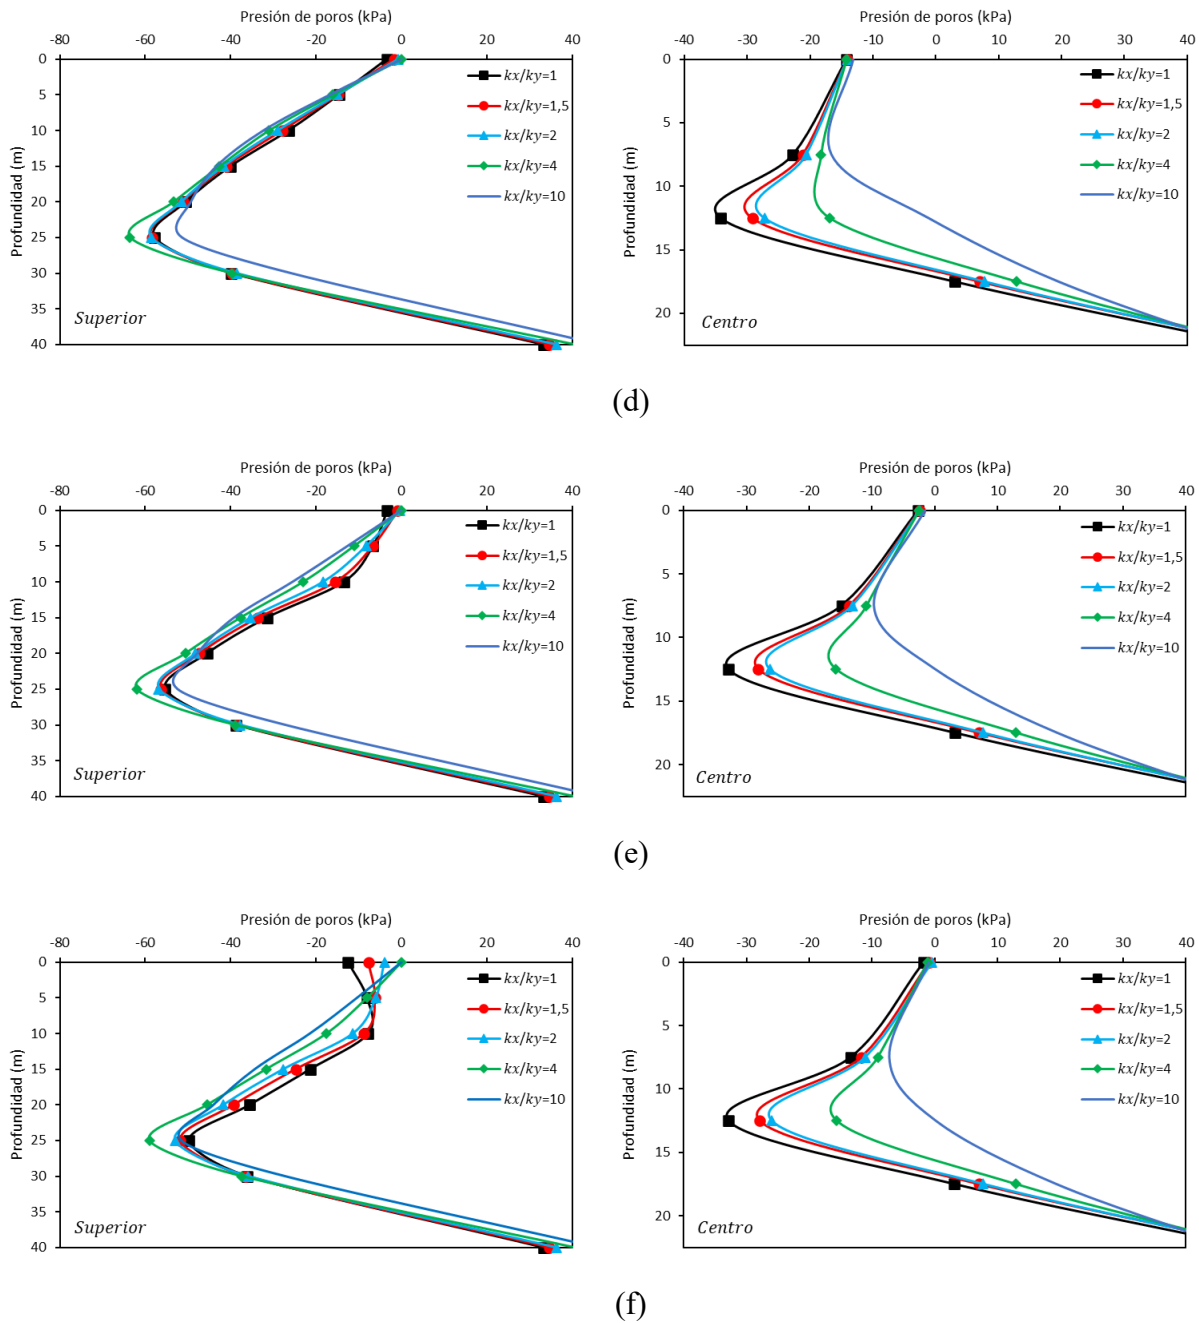 Presión de poros (kPa)
-80 -60 -40 -20 0 20 40
0
5
10
15
20
25
30
35
40
Profundidad (m)
kx/ky=1
kx/ky=1,5
kx/ky=2
kx/ky=4
kx/ky=10
Superior
Presión de poros (kPa)
-40 -30 -20 -10 0 10 20 30 40
0
5
10
15
20
Profundidad (m)
kx/ky=1
kx/ky=1,5
kx/ky=2
kx/ky=4
kx/ky=10
Centro
(d)
Presión de poros (kPa)
-80 -60 -40 -20 0 20 40
0
5
10
15
20
25
30
35
40
Profundidad (m)
kx/ky=1
kx/ky=1,5
kx/ky=2
kx/ky=4
kx/ky=10
Superior
Presión de poros (kPa)
-40 -30 -20 -10 0 10 20 30 40
0
5
10
15
20
Profundidad (m)
kx/ky=1
kx/ky=1,5
kx/ky=2
kx/ky=4
kx/ky=10
Centro
(e)
Presión de poros (kPa)
-80 -60 -40 -20 0 20 40
0
5
10
15
20
25
30
35
40
Profundidad (m)
kx/ky=1
kx/ky=1,5
kx/ky=2
kx/ky=4
kx/ky=10
Superior
Presión de poros (kPa)
-40 -30 -20 -10 0 10 20 30 40
0
5
10
15
20
Profundidad (m)
kx/ky=1
kx/ky=1,5
kx/ky=2
kx/ky=4
kx/ky=10
Centro
(f)